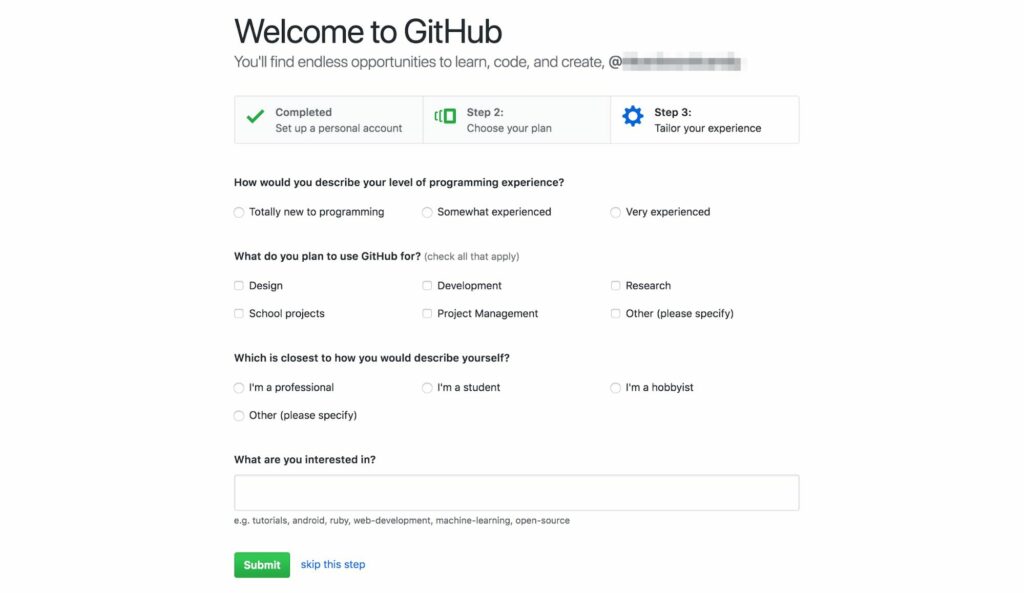 Welcome to GitHub
You'll find endless opportunities to learn, code, and create, @
Completed
Set up a personal account
Step 2:
Choose your plan
Step 3:
Tailor your experience
How would you describe your level of programming experience?
Totally new to programming
Somewhat experienced
Very experienced
What do you plan to use GitHub for? (check all that apply)
Design
Development
Research
School projects
Project Management
Other (please specify)
Which is closest to how you would describe yourself?
I'm a professional
I'm a student
I'm a hobbyist
Other (please specify)
What are you interested in?
e.g. tutorials, android, ruby, web-development, machine-learning, open-source
Submit
skip this step